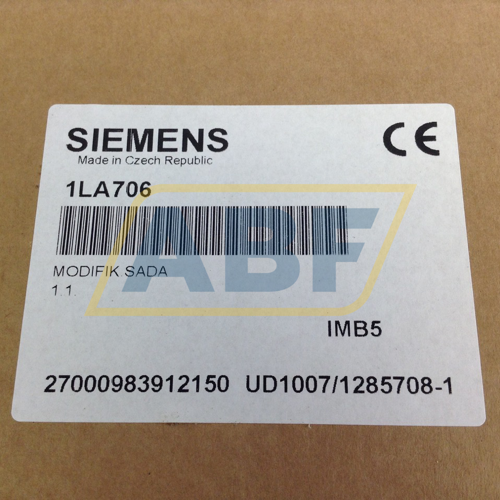 SIEMENS
Made in Czech Republic
CE
1LA706
ABF
MODIFIK SADA
1.1.
IMB5
27000983912150 UD1007/1285708-1